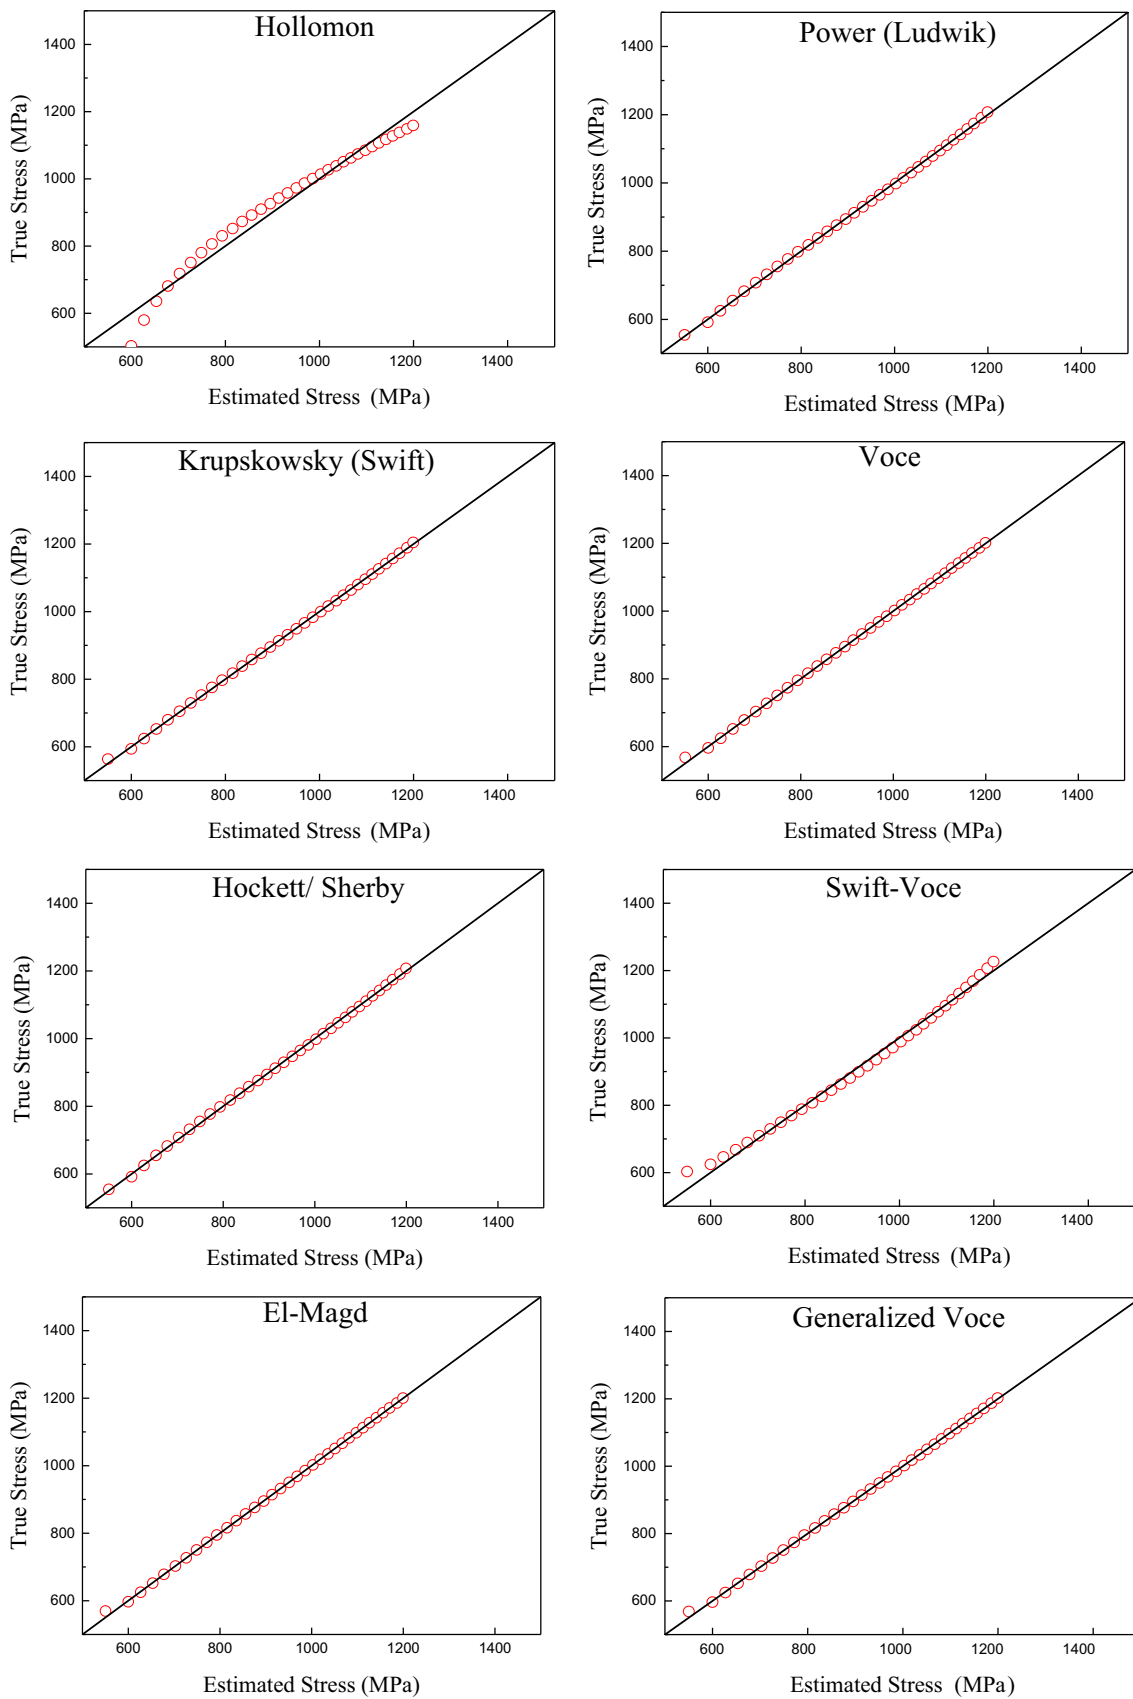 Hollomon
1400
1200
1000
800
600
True Stress (MPa)
600 800 1000 1200 1400
Estimated Stress (MPa)
Power (Ludwik)
1400
1200
1000
800
600
True Stress (MPa)
600 800 1000 1200 1400
Estimated Stress (MPa)
Krupskowsky (Swift)
1400
1200
1000
800
600
True Stress (MPa)
600 800 1000 1200 1400
Estimated Stress (MPa)
Voce
1400
1200
1000
800
600
True Stress (MPa)
600 800 1000 1200 1400
Estimated Stress (MPa)
Hockett/ Sherby
1400
1200
1000
800
600
True Stress (MPa)
600 800 1000 1200 1400
Estimated Stress (MPa)
Swift-Voce
1400
1200
1000
800
600
True Stress (MPa)
600 800 1000 1200 1400
Estimated Stress (MPa)
El-Magd
1400
1200
1000
800
600
True Stress (MPa)
600 800 1000 1200 1400
Estimated Stress (MPa)
Generalized Voce
1400
1200
1000
800
600
True Stress (MPa)
600 800 1000 1200 1400
Estimated Stress (MPa)